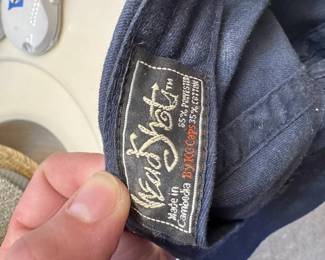 HeadShots™
65% POLYESTER
35% COTTON
By KC Caps
Made in
Cambodia